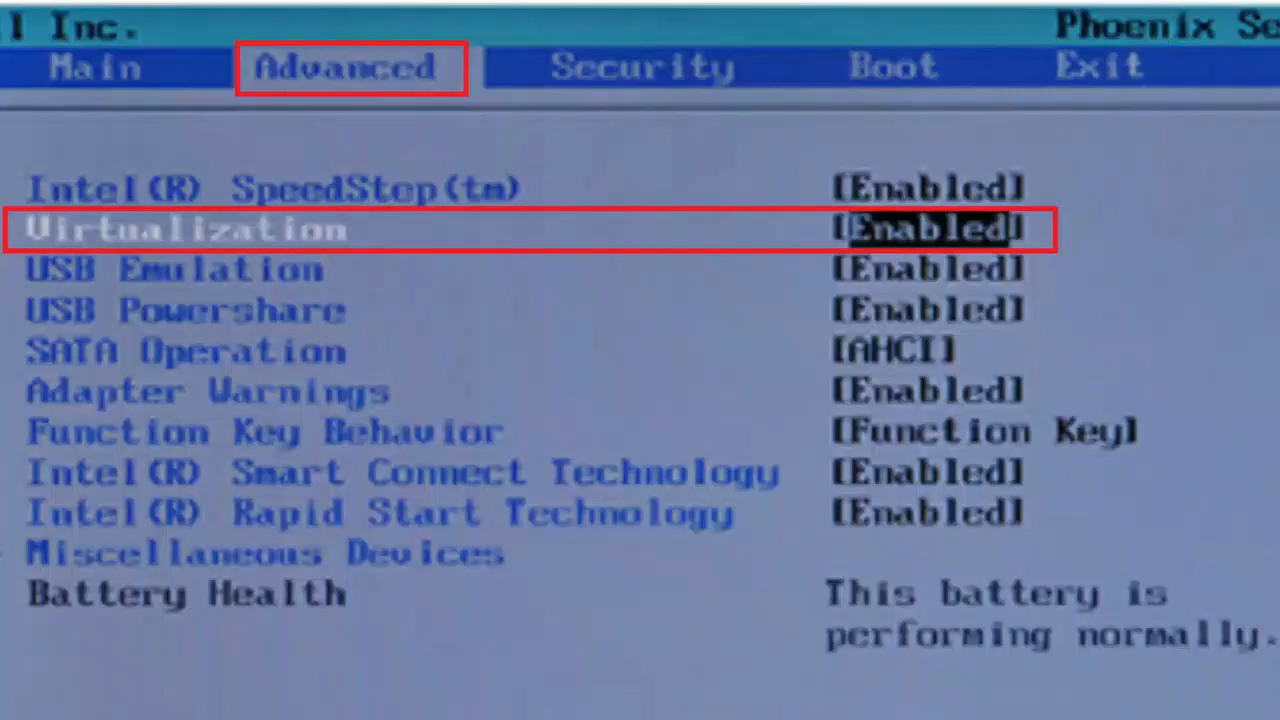 ll Inc. Phoenix Se
Main Advanced Security Boot Exit
Intel(R) SpeedStep(tm) [Enabled]
Virtualization [Enabled]
USB Emulation [Enabled]
USB Powershare [Enabled]
SATA Operation [AHCI]
Adapter Warnings [Enabled]
Function Key Behavior [Function Key]
Intel(R) Smart Connect Technology [Enabled]
Intel(R) Rapid Start Technology [Enabled]
Miscellaneous Devices
Battery Health This battery is
performing normally.